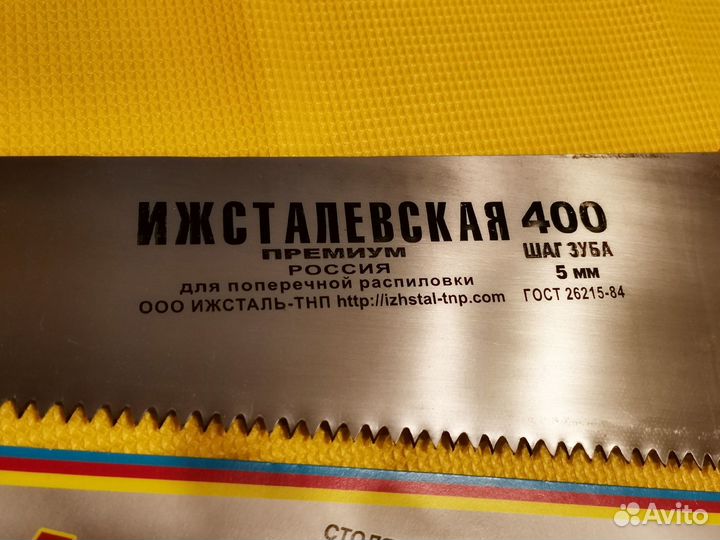 ИЖСТАЛЕВСКАЯ 400
ПРЕМИУМ
ШАГ ЗУБА
РОССИЯ
5 мм
для поперечной распиловки
ООО ИЖСТАЛЬ-ТНП http://izhstal-tnp.com
ГОСТ 26215-84
Avito